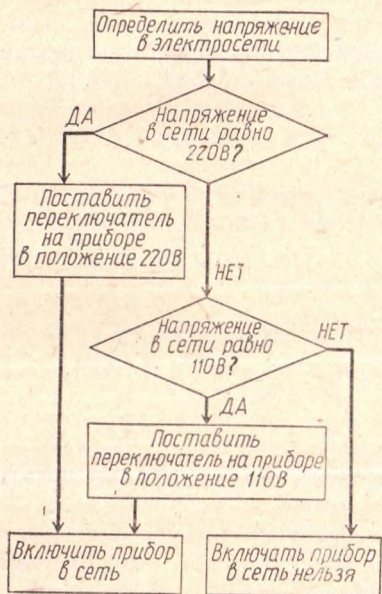 Определить напряжение
в электросети
ДА
Напряжение
в сети равно
220В?
Поставить
переключатель
на приборе
в положение 220В
НЕТ
Напряжение
в сети равно
110В?
НЕТ
ДА
Поставить
переключатель на приборе
в положение 110В
Включить прибор
в сеть
Включать прибор
в сеть нельзя